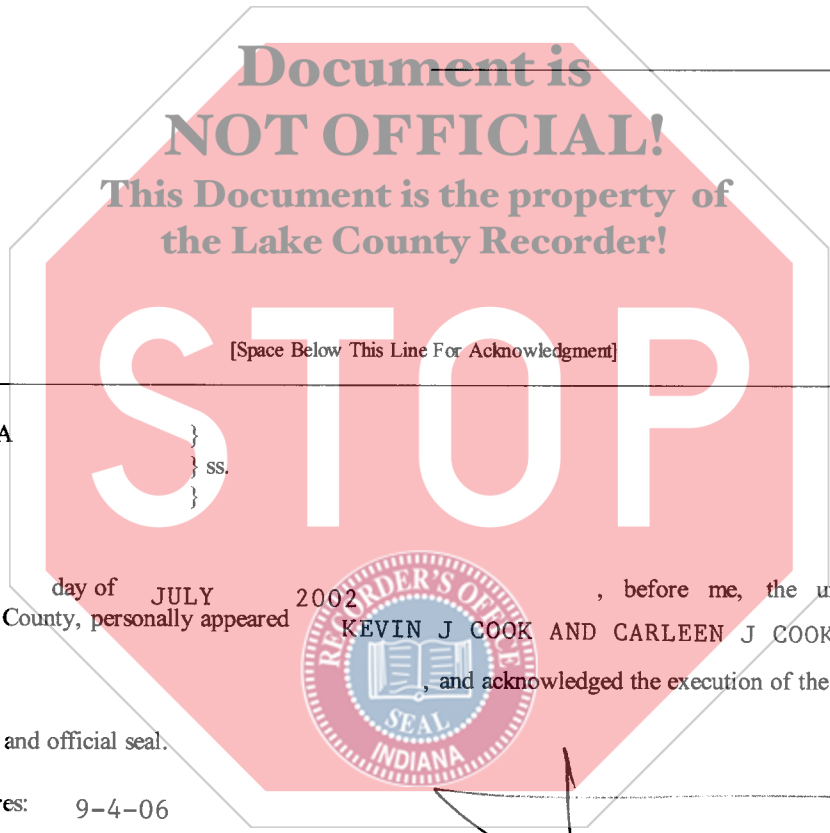 Document is
NOT OFFICIAL!
This Document is the property of
the Lake County Recorder!
STOP
[Space Below This Line For Acknowledgment]
A }
} ss.
}
day of JULY 2002 , before me, the
County, personally appeared KEVIN J COOK AND CARLEEN J COOK
, and acknowledged the execution of the
RECORDER'S OFFICE
SEAL
INDIANA
and official seal.
9-4-06